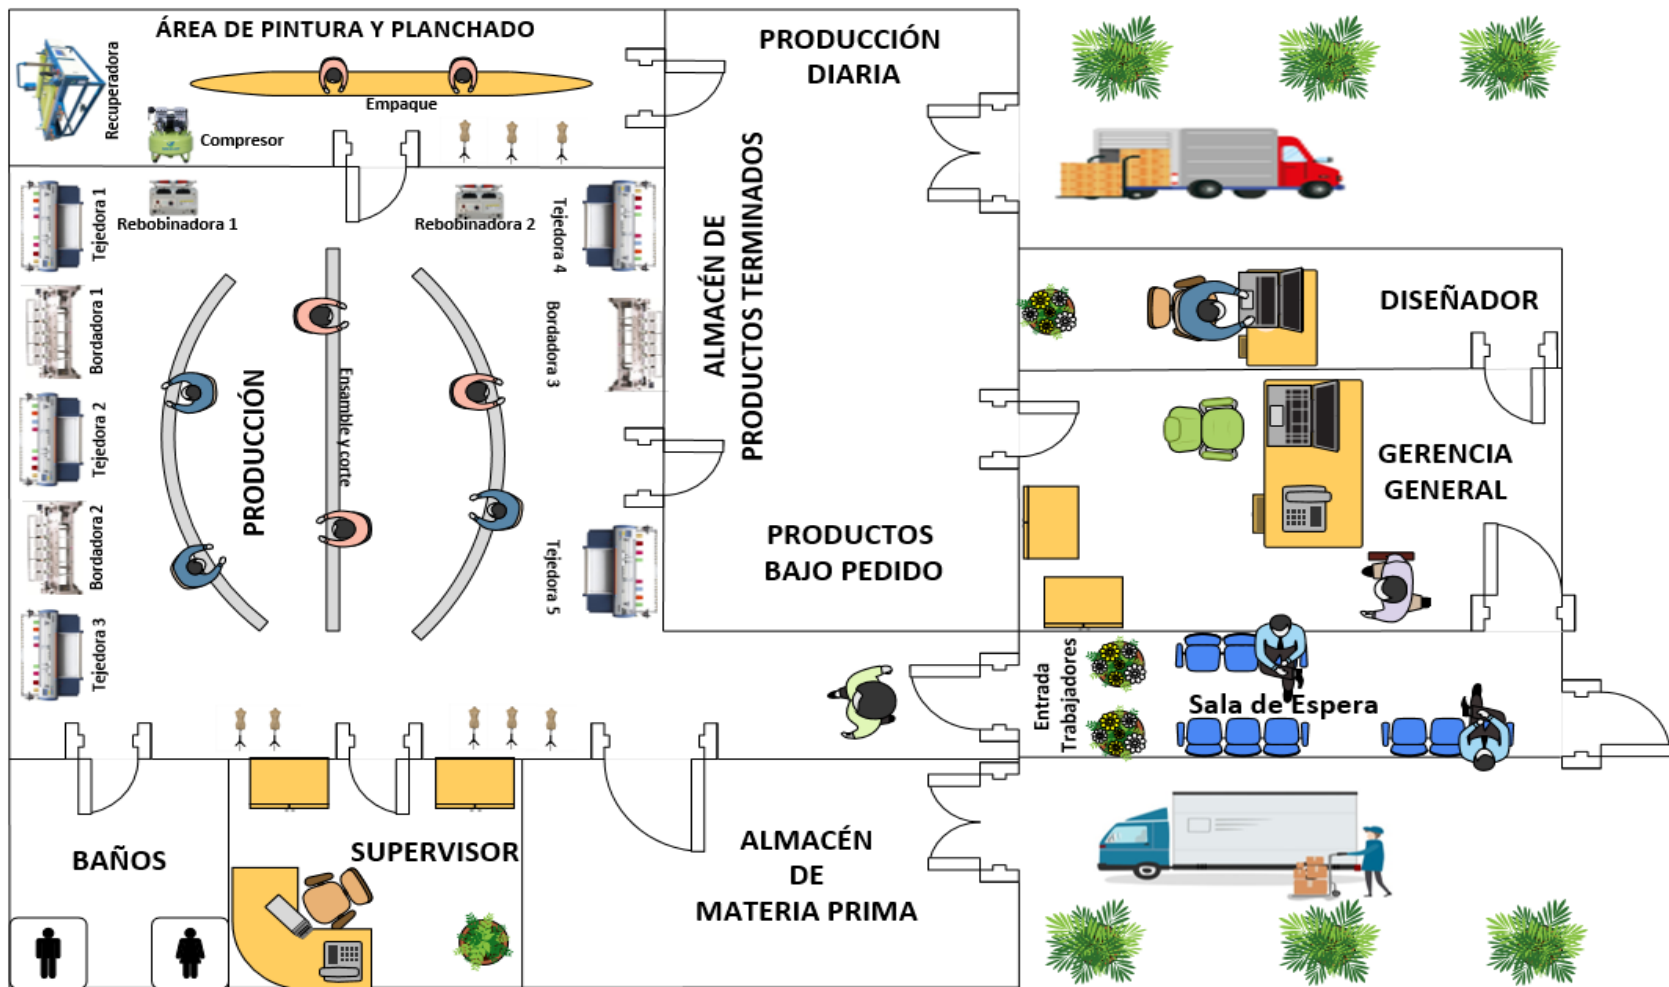 ÁREA DE PINTURA Y PLANCHADO
Recuperadora
Empaque
Compresor
PRODUCCIÓN
DIARIA
ALMACÉN DE
PRODUCTOS TERMINADOS
PRODUCTOS
BAJO PEDIDO
Tejedora 1
Rebobinadora 1
Rebobinadora 2
Tejedora 4
Bordadora 1
Bordadora 3
Tejedora 2
PRODUCCIÓN
Ensamble y corte
Bordadora 2
Tejedora 5
Tejedora 3
DISEÑADOR
GERENCIA
GENERAL
Entrada
Trabajadores
Sala de Espera
BAÑOS
SUPERVISOR
ALMACÉN
DE
MATERIA PRIMA